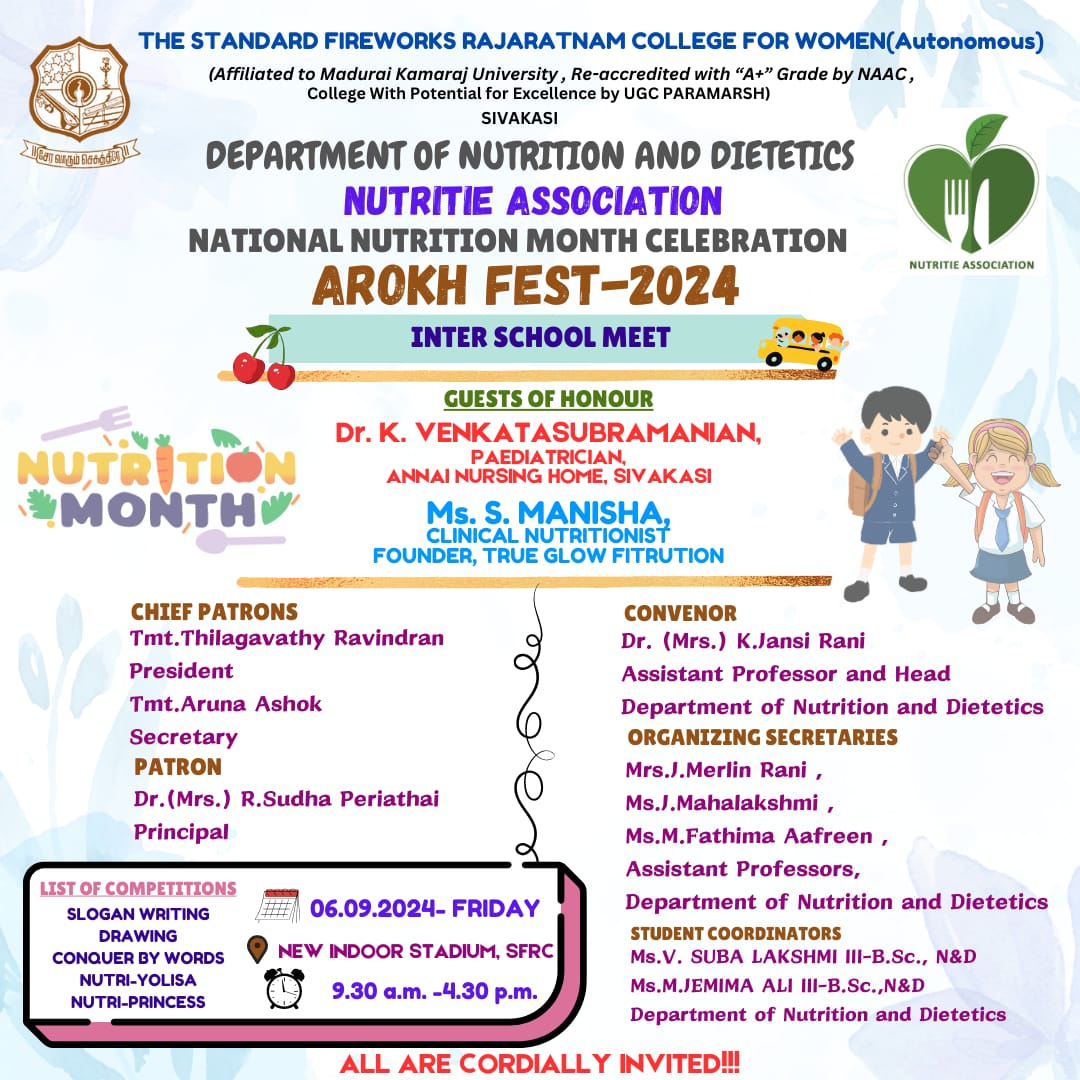 THE STANDARD FIREWORKS RAJARATNAM COLLEGE FOR WOMEN(Autonomous)
(Affiliated to Madurai Kamaraj University , Re-accredited with “A+” Grade by NAAC ,
College With Potential for Excellence by UGC PARAMARSH)
SIVAKASI
DEPARTMENT OF NUTRITION AND DIETETICS
NUTRITIE ASSOCIATION
NATIONAL NUTRITION MONTH CELEBRATION
AROKH FEST-2024
NUTRITIE ASSOCIATION
INTER SCHOOL MEET
GUESTS OF HONOUR
Dr. K. VENKATASUBRAMANIAN,
PAEDIATRICIAN,
ANNAI NURSING HOME, SIVAKASI
Ms. S. MANISHA,
CLINICAL NUTRITIONIST
FOUNDER, TRUE GLOW FITRUTION
NUTRITION
MONTH
CHIEF PATRONS
Tmt.Thilagavathy Ravindran
President
Tmt.Aruna Ashok
Secretary
PATRON
Dr.(Mrs.) R.Sudha Periathai
Principal
CONVENOR
Dr. (Mrs.) K.Jansi Rani
Assistant Professor and Head
Department of Nutrition and Dietetics
ORGANIZING SECRETARIES
Mrs.J.Merlin Rani ,
Ms.J.Mahalakshmi ,
Ms.M.Fathima Aafreen ,
Assistant Professors,
Department of Nutrition and Dietetics
STUDENT COORDINATORS
Ms.V. SUBA LAKSHMI III-B.Sc., N&D
Ms.M.JEMIMA ALI III-B.Sc.,N&D
Department of Nutrition and Dietetics
LIST OF COMPETITIONS
SLOGAN WRITING
DRAWING
CONQUER BY WORDS
NUTRI-YOLISA
NUTRI-PRINCESS
06.09.2024- FRIDAY
NEW INDOOR STADIUM, SFRC
9.30 a.m. -4.30 p.m.
ALL ARE CORDIALLY INVITED!!!